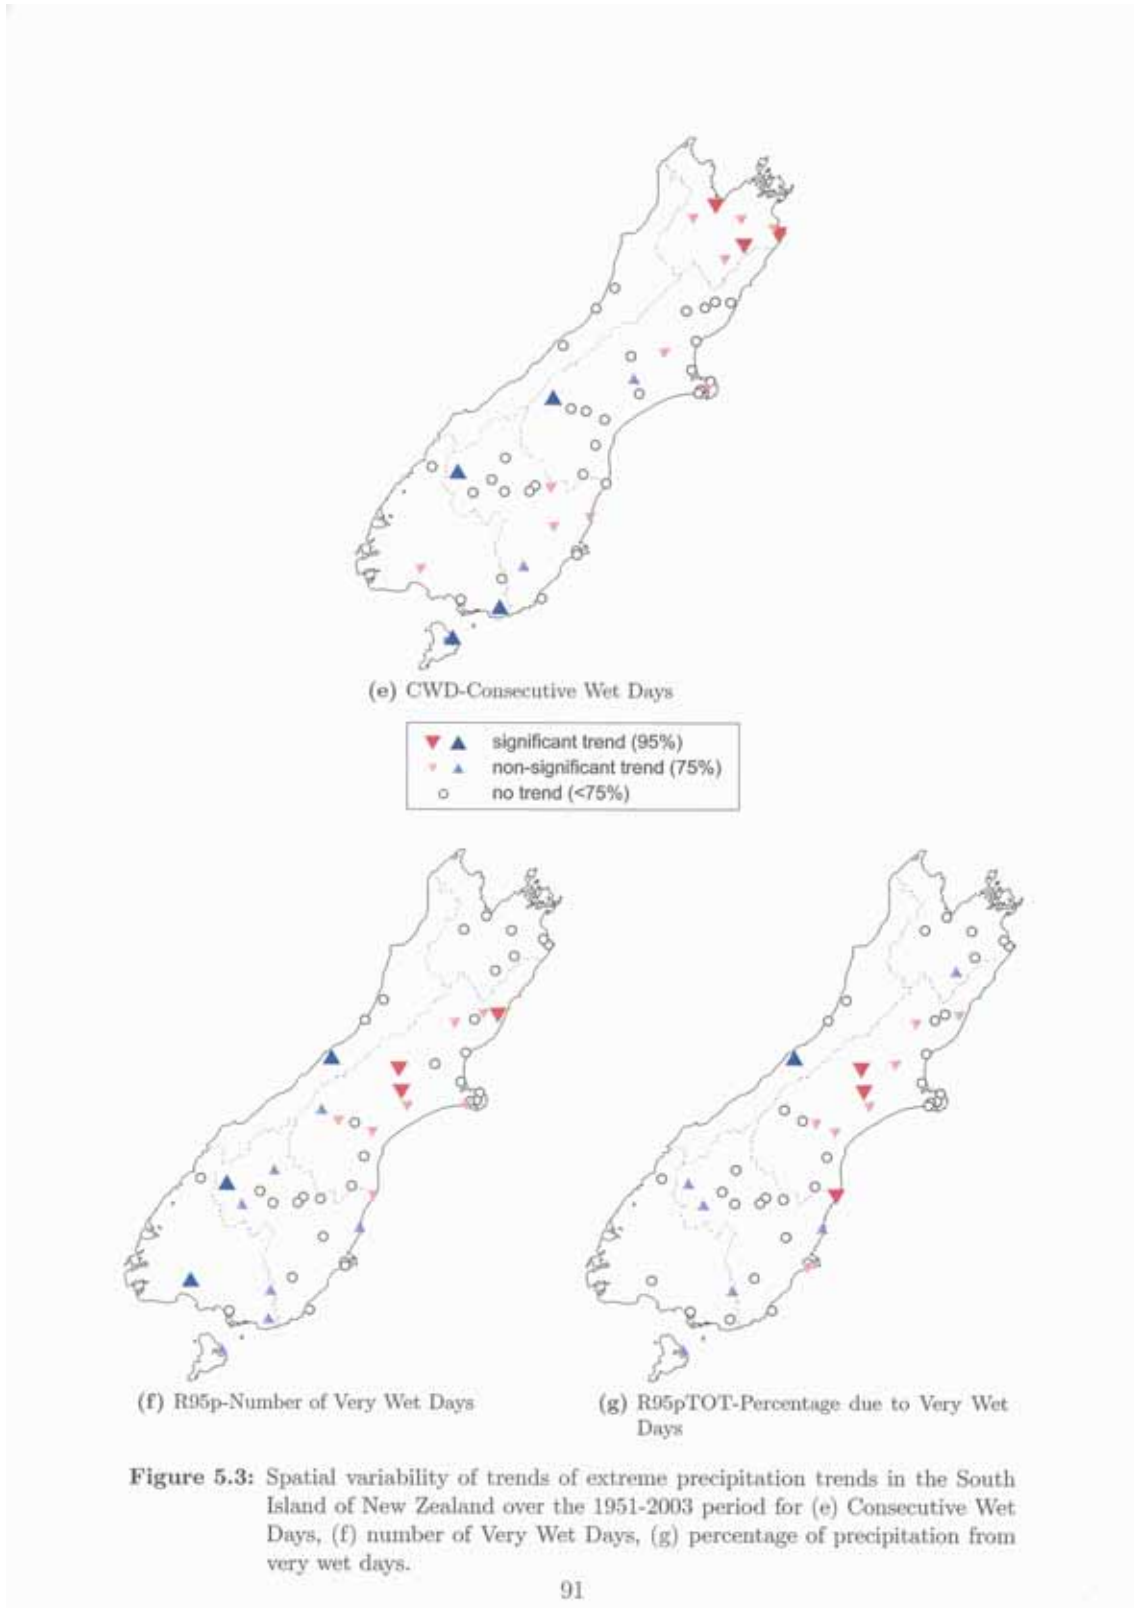 (e) CWD-Consecutive Wet Days
significant trend (95%)
non-significant trend (75%)
no trend (<75%)
(f) R95p-Number of Very Wet Days
(g) R95pTOT-Percentage due to Very Wet
Days
Figure 5.3: Spatial variability of trends of extreme precipitation trends in the South
Island of New Zealand over the 1951-2003 period for (e) Consecutive Wet
Days, (f) number of Very Wet Days, (g) percentage of precipitation from
very wet days.
91